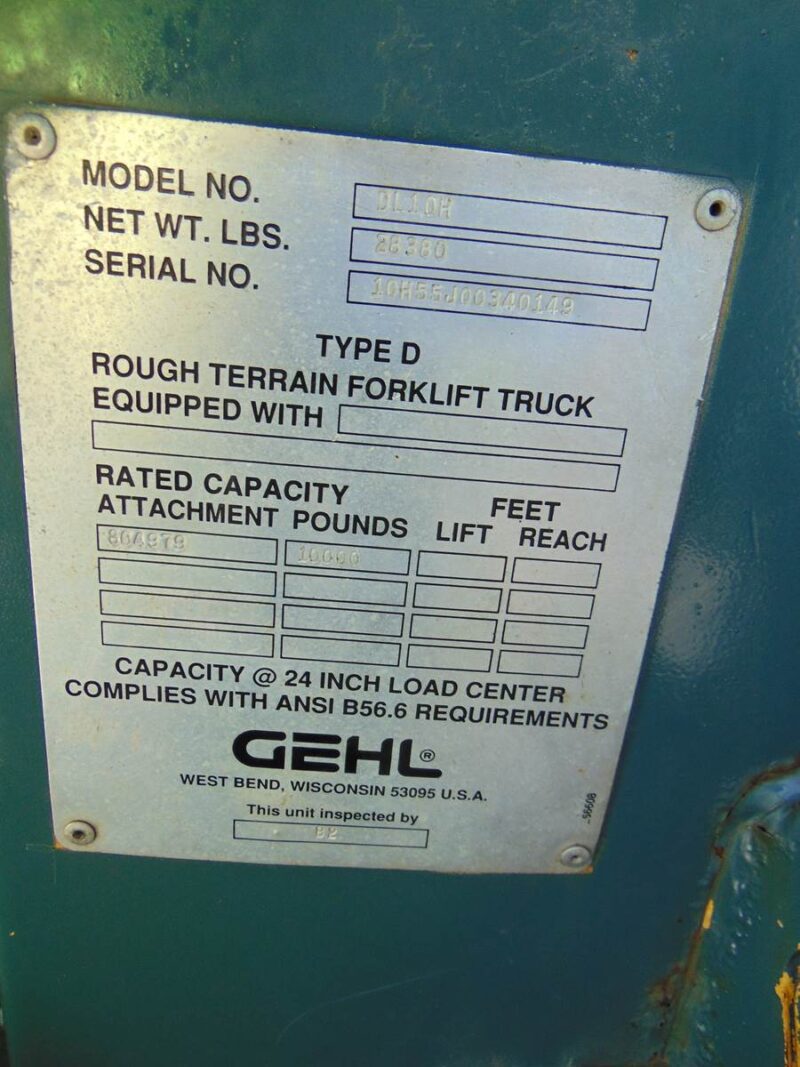 MODEL NO. DL10H
NET WT. LBS. 28380
SERIAL NO. 10H55J00340149
TYPE D
ROUGH TERRAIN FORKLIFT TRUCK
EQUIPPED WITH
RATED CAPACITY
FEET
ATTACHMENT POUNDS LIFT REACH
804979 10000
CAPACITY @ 24 INCH LOAD CENTER
COMPLIES WITH ANSI B56.6 REQUIREMENTS
GEHL®
WEST BEND, WISCONSIN 53095 U.S.A.
This unit inspected by